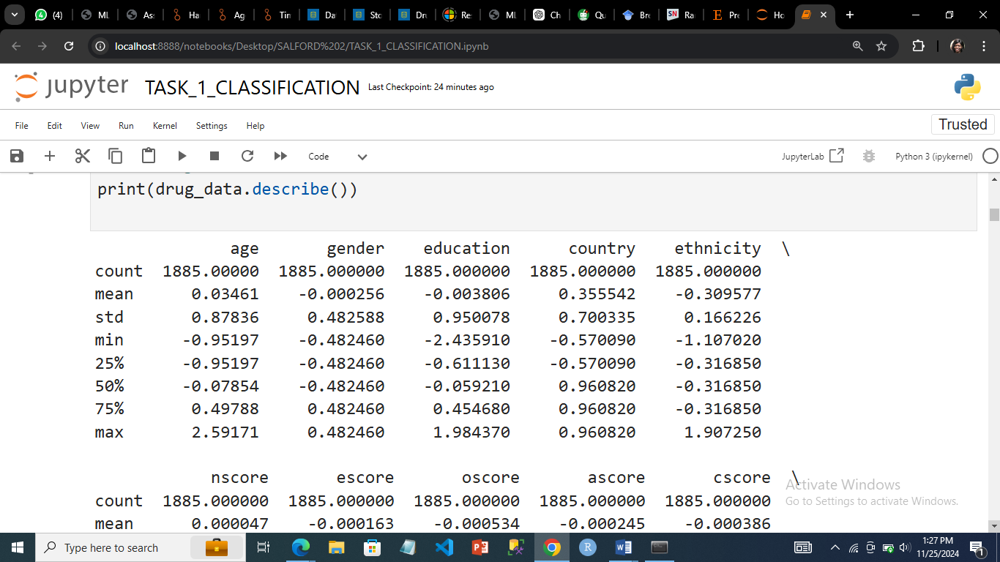 (4) ML Ass Ha Ag Tin Da Sto Dru Res ML Ch Qu Bre Ra Pre Ho
localhost:8888/notebooks/Desktop/SALFORD%202/TASK_1_CLASSIFICATION.ipynb
jupyter TASK_1_CLASSIFICATION Last Checkpoint: 24 minutes ago
File Edit View Run Kernel Settings Help Trusted
Code JupyterLab Python 3 (ipykernel)
print(drug_data.describe())
age gender education country ethnicity \
count 1885.00000 1885.000000 1885.000000 1885.000000 1885.000000
mean 0.03461 -0.000256 -0.003806 0.355542 -0.309577
std 0.87836 0.482588 0.950078 0.700335 0.166226
min -0.95197 -0.482460 -2.435910 -0.570090 -1.107020
25% -0.95197 -0.482460 -0.611130 -0.570090 -0.316850
50% -0.07854 -0.482460 -0.059210 0.960820 -0.316850
75% 0.49788 0.482460 0.454680 0.960820 -0.316850
max 2.59171 0.482460 1.984370 0.960820 1.907250
nscore escore oscore ascore cscore \
count 1885.000000 1885.000000 1885.000000 1885.000000 1885.000000
mean 0.000047 -0.000163 -0.000534 -0.000245 -0.000386
Activate Windows
Go to Settings to activate Windows.
Type here to search
1:27 PM
11/25/2024
1